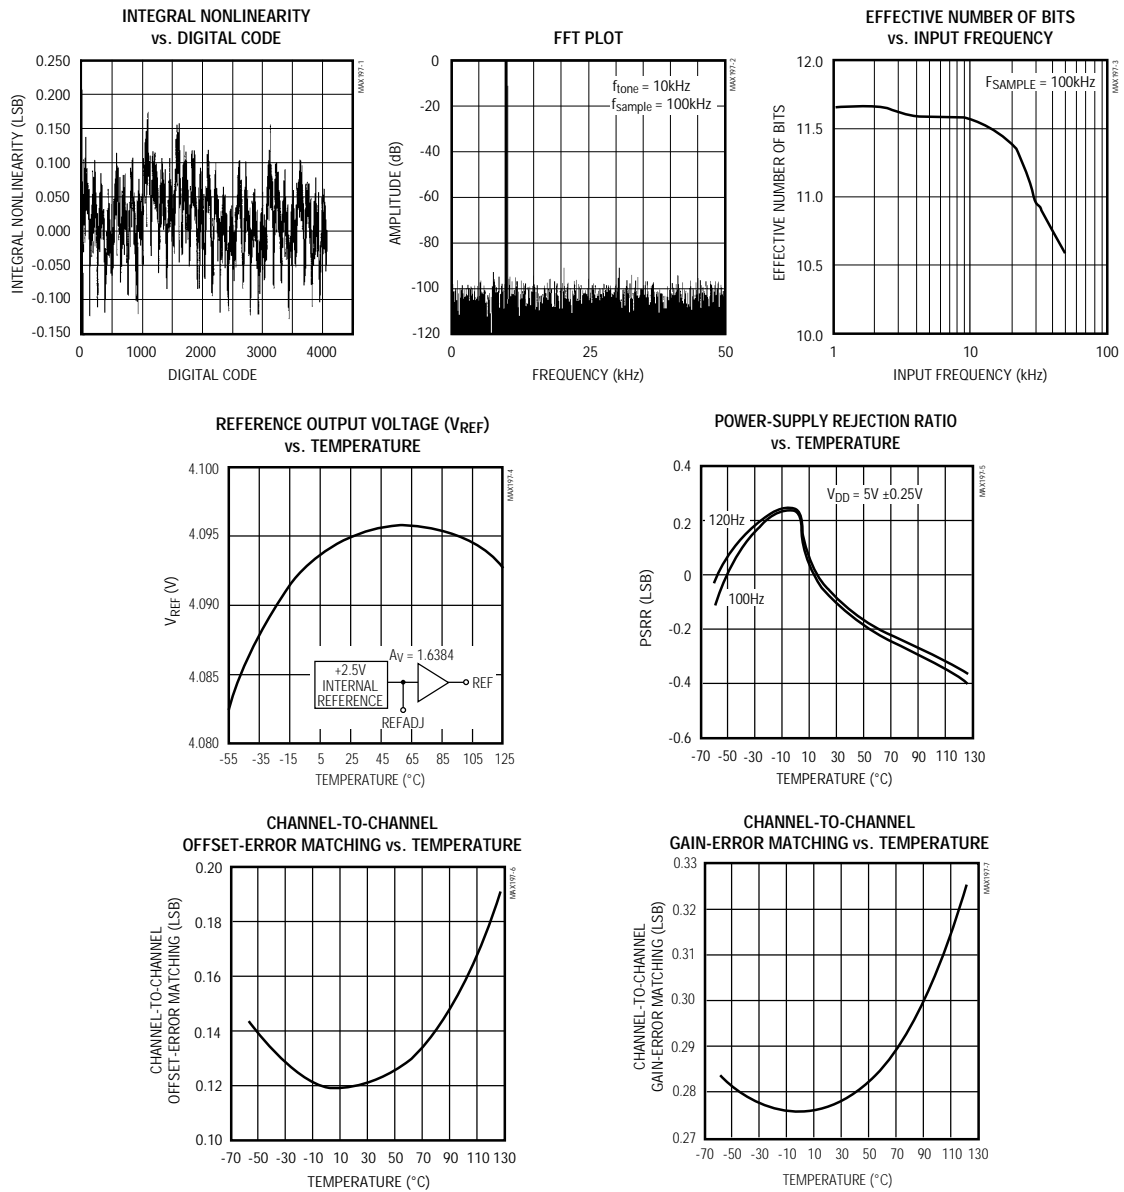 INTEGRAL NONLINEARITY
vs. DIGITAL CODE
MAX197-1
INTEGRAL NONLINEARITY (LSB)
0.250
0.200
0.150
0.100
0.050
0.000
-0.050
-0.100
-0.150
0 1000 2000 3000 4000
DIGITAL CODE
FFT PLOT
MAX197-2
ftone = 10kHz
fsample = 100kHz
AMPLITUDE (dB)
0
-20
-40
-60
-80
-100
-120
0 25 50
FREQUENCY (kHz)
EFFECTIVE NUMBER OF BITS
vs. INPUT FREQUENCY
MAX197-3
FSAMPLE = 100kHz
EFFECTIVE NUMBER OF BITS
12.0
11.5
11.0
10.5
10.0
1 10 100
INPUT FREQUENCY (kHz)
REFERENCE OUTPUT VOLTAGE (VREF)
vs. TEMPERATURE
MAX197-4
VREF (V)
4.100
4.095
4.090
4.085
4.080
AV = 1.6384
+2.5V
INTERNAL
REFERENCE
REF
REFADJ
-55 -35 -15 5 25 45 65 85 105 125
TEMPERATURE (°C)
POWER-SUPPLY REJECTION RATIO
vs. TEMPERATURE
MAX197-5
VDD = 5V ±0.25V
120Hz
100Hz
PSRR (LSB)
0.4
0.2
0
-0.2
-0.4
-0.6
-70 -50 -30 -10 10 30 50 70 90 110 130
TEMPERATURE (°C)
CHANNEL-TO-CHANNEL
OFFSET-ERROR MATCHING vs. TEMPERATURE
MAX197-6
CHANNEL-TO-CHANNEL
OFFSET-ERROR MATCHING (LSB)
0.20
0.18
0.16
0.14
0.12
0.10
-70 -50 -30 -10 10 30 50 70 90 110 130
TEMPERATURE (°C)
CHANNEL-TO-CHANNEL
GAIN-ERROR MATCHING vs. TEMPERATURE
MAX197-7
CHANNEL-TO-CHANNEL
GAIN-ERROR MATCHING (LSB)
0.33
0.32
0.31
0.30
0.29
0.28
0.27
-70 -50 -30 -10 10 30 50 70 90 110 130
TEMPERATURE (°C)